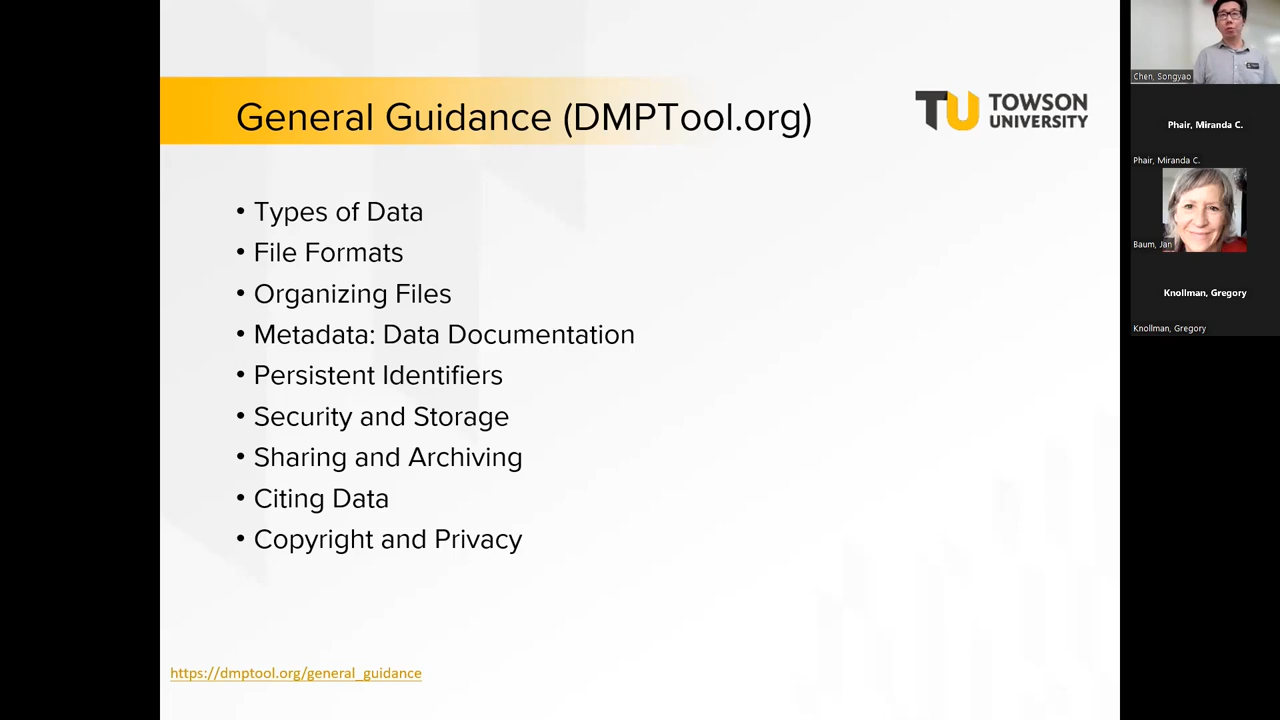 General Guidance (DMPTool.org)
TU TOWSON
UNIVERSITY
• Types of Data
• File Formats
• Organizing Files
• Metadata: Data Documentation
• Persistent Identifiers
• Security and Storage
• Sharing and Archiving
• Citing Data
• Copyright and Privacy
https://dmptool.org/general_guidance
Chen, Songyao
Phair, Miranda C.
Phair, Miranda C.
Baum, Jan
Knollman, Gregory
Knollman, Gregory